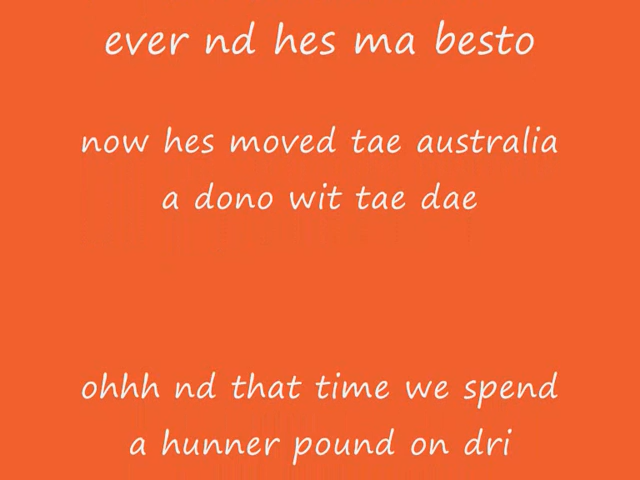 ever nd hes ma besto
now hes moved tae australia
a dono wit tae dae
ohhh nd that time we spend
a hunner pound on dri